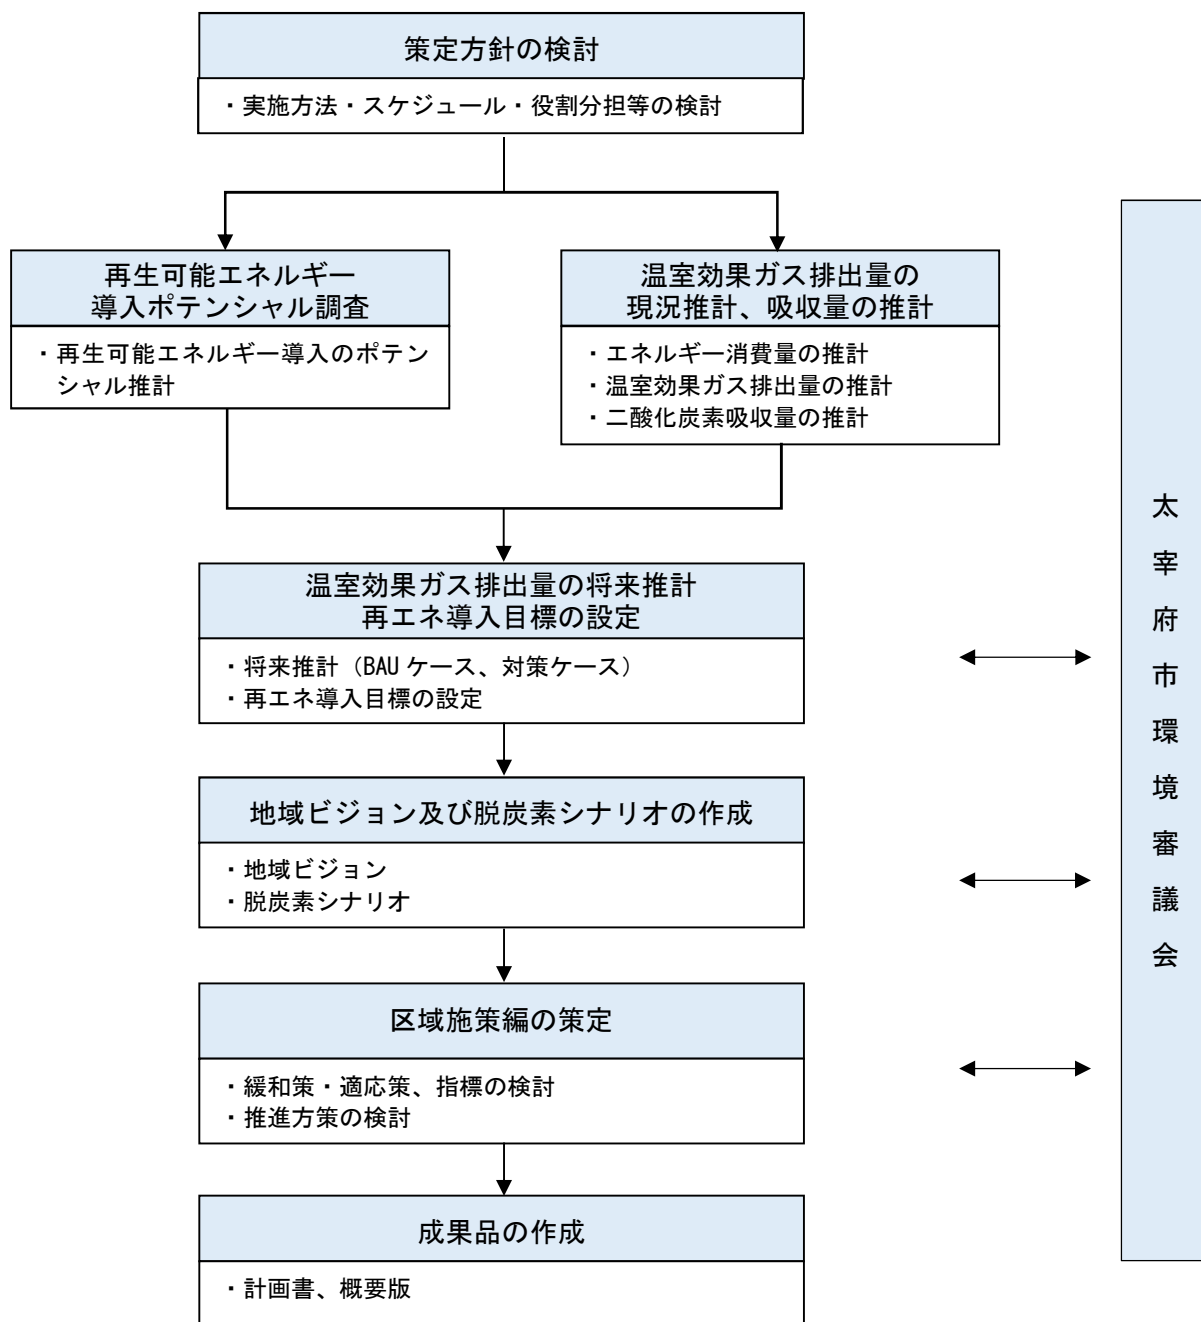 策定方針の検討
・実施方法・スケジュール・役割分担等の検討
再生可能エネルギー
導入ポテンシャル調査
・再生可能エネルギー導入のポテン
シャル推計
温室効果ガス排出量の
現況推計、吸収量の推計
・エネルギー消費量の推計
・温室効果ガス排出量の推計
・二酸化炭素吸収量の推計
温室効果ガス排出量の将来推計
再エネ導入目標の設定
・将来推計（BAU ケース、対策ケース）
・再エネ導入目標の設定
地域ビジョン及び脱炭素シナリオの作成
・地域ビジョン
・脱炭素シナリオ
区域施策編の策定
・緩和策・適応策、指標の検討
・推進方策の検討
成果品の作成
・計画書、概要版
太宰府市環境審議会